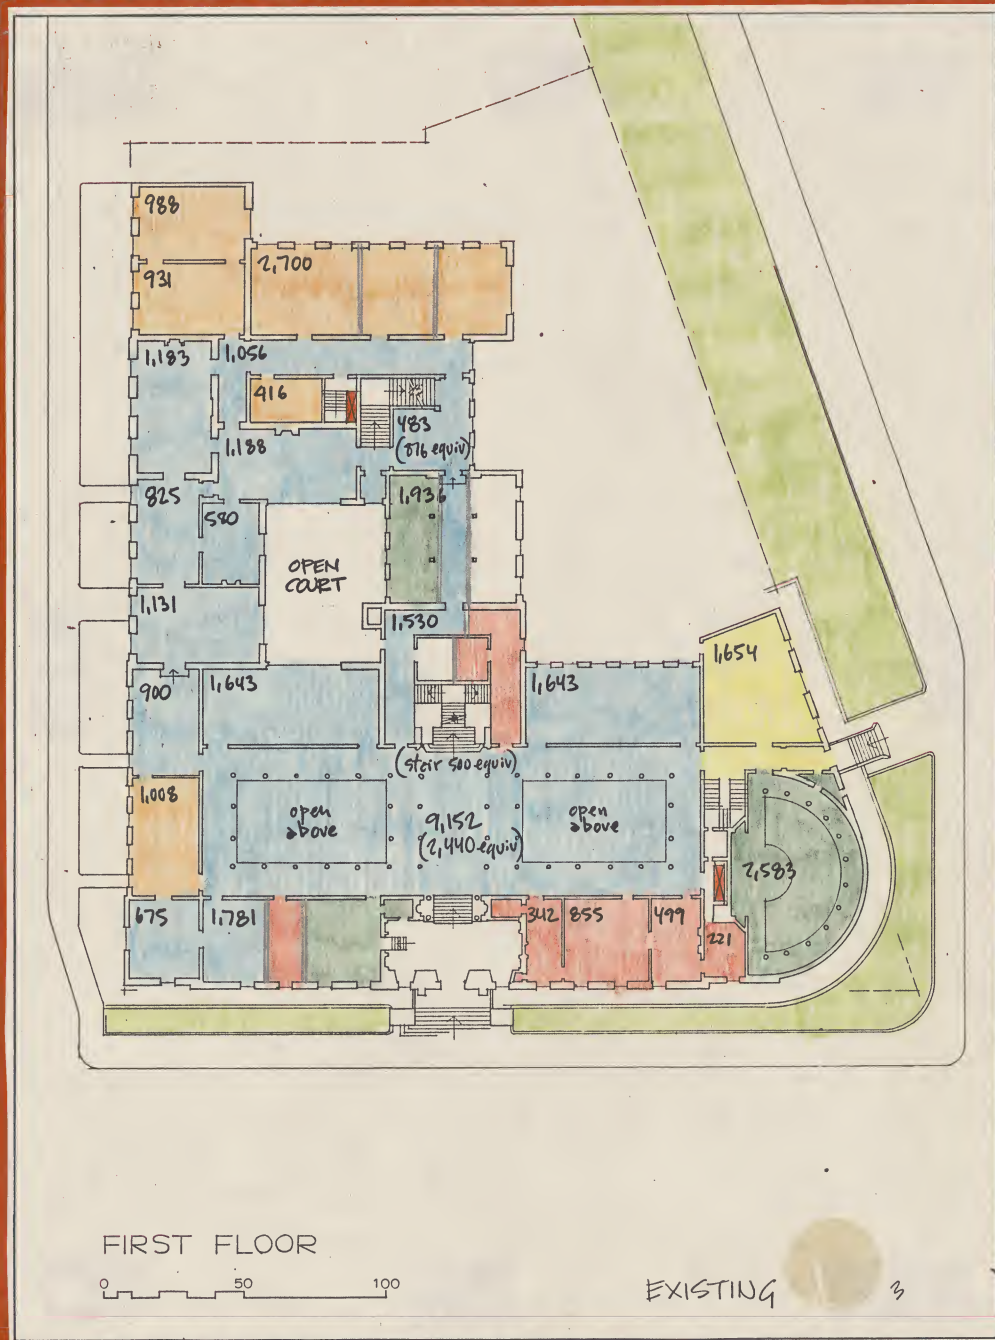 988
931
2,700
1,183
1,056
416
483
(876 equiv)
1,188
825
580
1,936
OPEN
COURT
1,131
1,530
900
1,643
1,643
1,654
(stair 500 equiv)
1,008
open
above
9,152
(2,440 equiv)
open
above
2,583
675
1,781
342
855
499
221
FIRST FLOOR
0 50 100
EXISTING
3